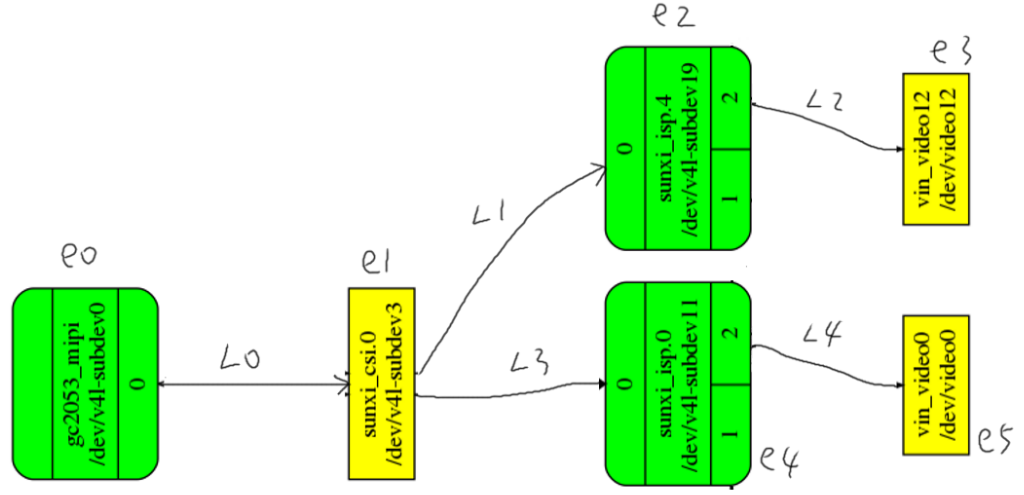 e2
e3
0
sunxi_isp.4
/dev/v4l-subdev19
2
1
L2
vin_video12
/dev/video12
L1
e0
e1
gc2053_mipi
/dev/v4l-subdev0
0
L0
sunxi_csi.0
/dev/v4l-subdev3
L3
0
sunxi_isp.0
/dev/v4l-subdev11
2
1
L4
vin_video0
/dev/video0
e4
e5